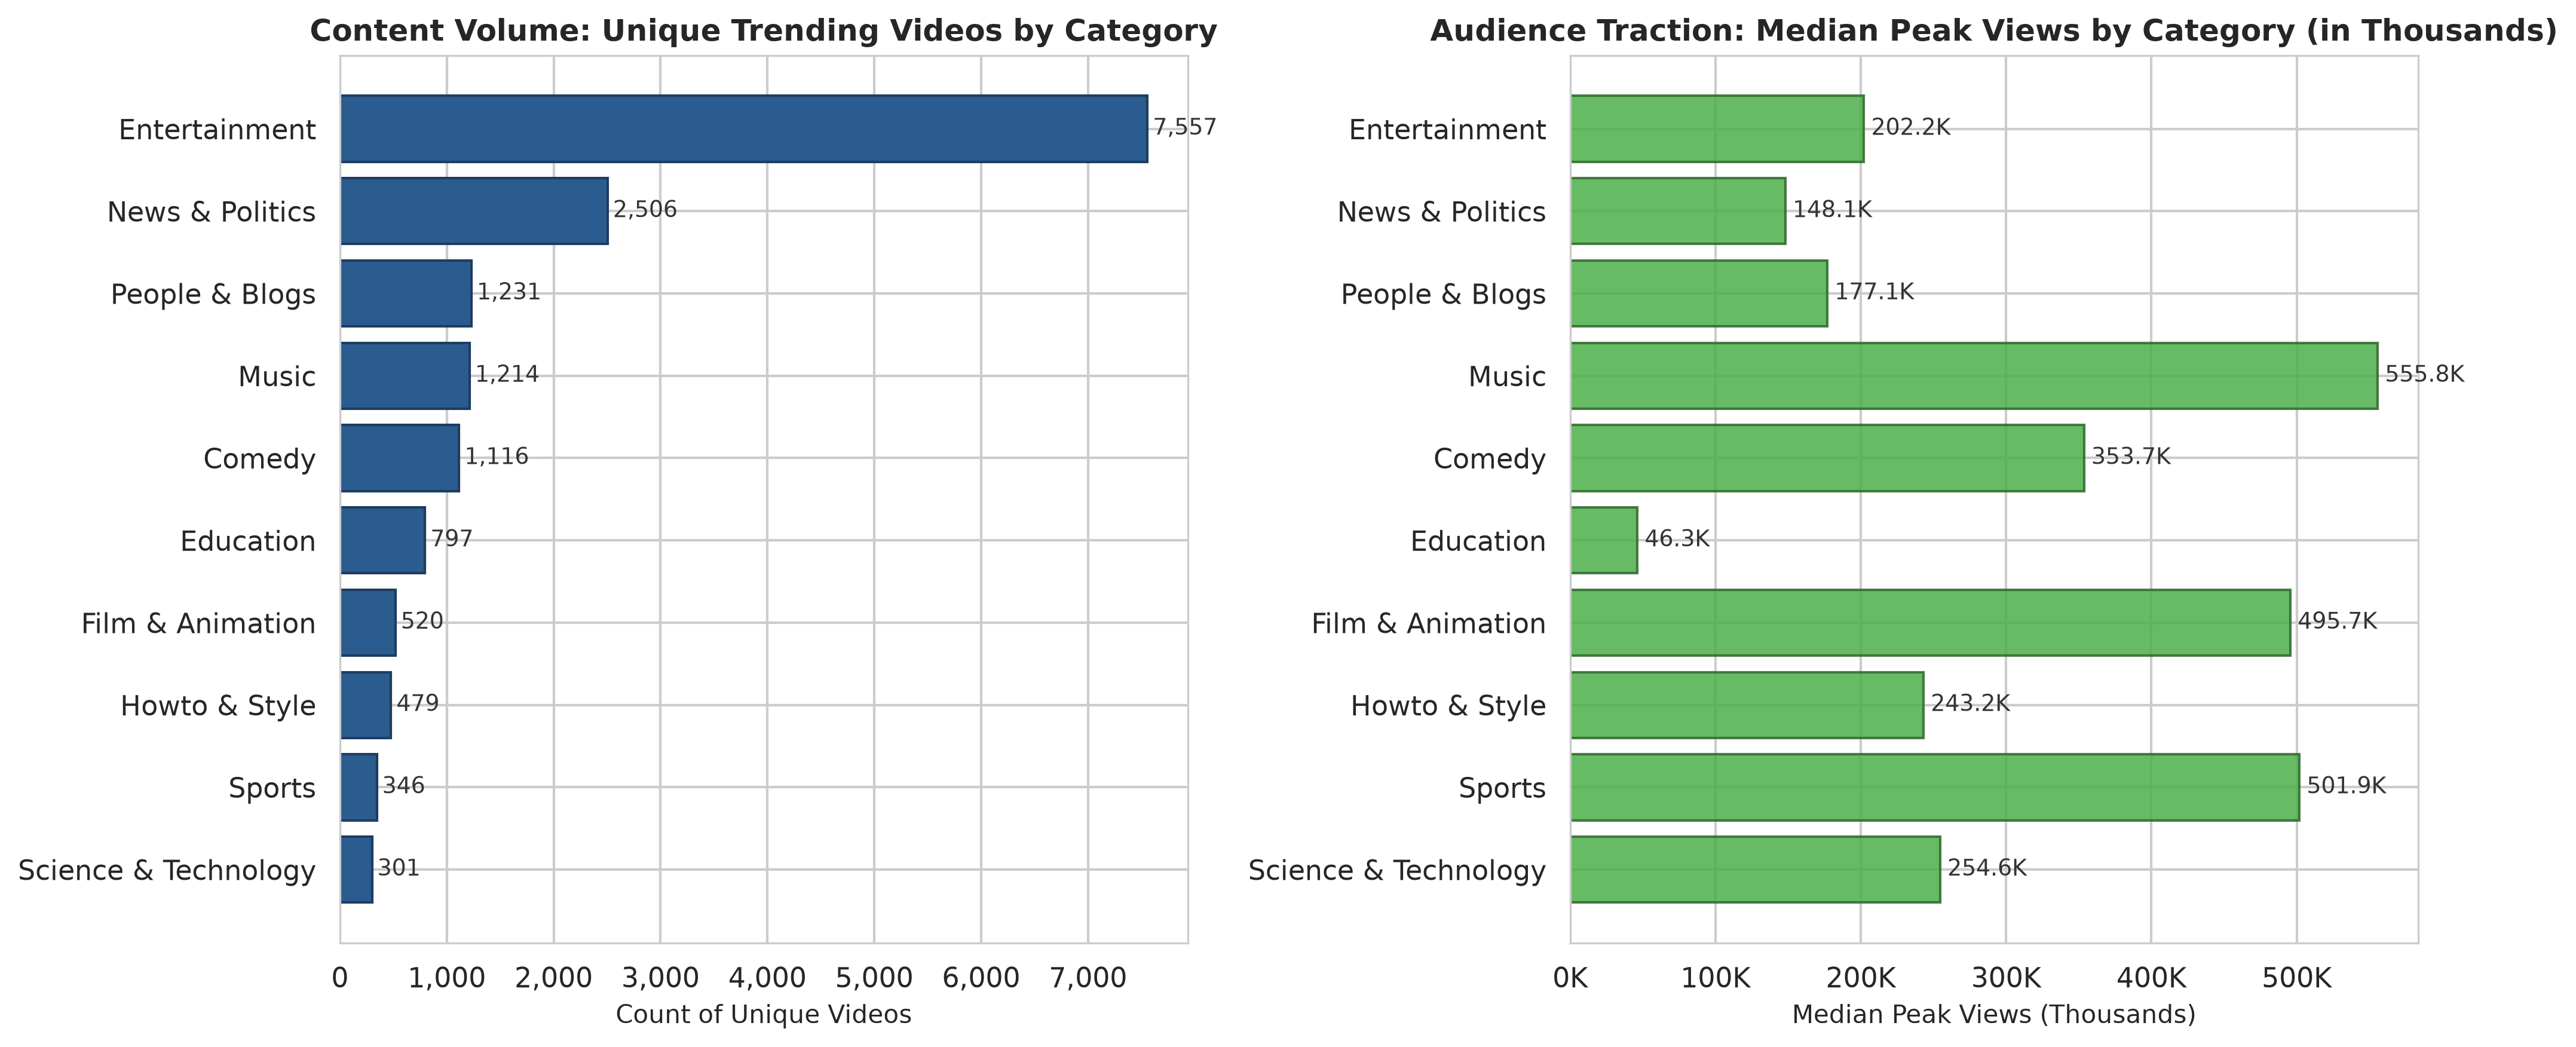 Content Volume: Unique Trending Videos by Category
Entertainment 7,557
News & Politics 2,506
People & Blogs 1,231
Music 1,214
Comedy 1,116
Education 797
Film & Animation 520
Howto & Style 479
Sports 346
Science & Technology 301
0 1,000 2,000 3,000 4,000 5,000 6,000 7,000
Count of Unique Videos
Audience Traction: Median Peak Views by Category (in Thousands)
Entertainment 202.2K
News & Politics 148.1K
People & Blogs 177.1K
Music 555.8K
Comedy 353.7K
Education 46.3K
Film & Animation 495.7K
Howto & Style 243.2K
Sports 501.9K
Science & Technology 254.6K
0K 100K 200K 300K 400K 500K
Median Peak Views (Thousands)